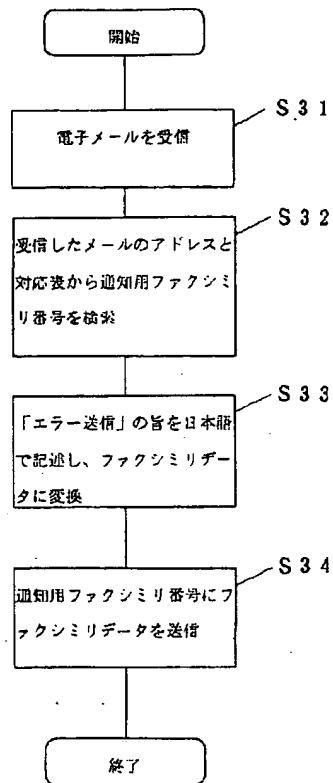 開始
S31
電子メールを受信
S32
受信したメールのアドレスと
対応表から通知用ファクシミ
リ番号を検索
S33
「エラー送信」の旨を日本語
で記述し、ファクシミリデー
タに変換
S34
通知用ファクシミリ番号にフ
ァクシミリデータを送信
終了